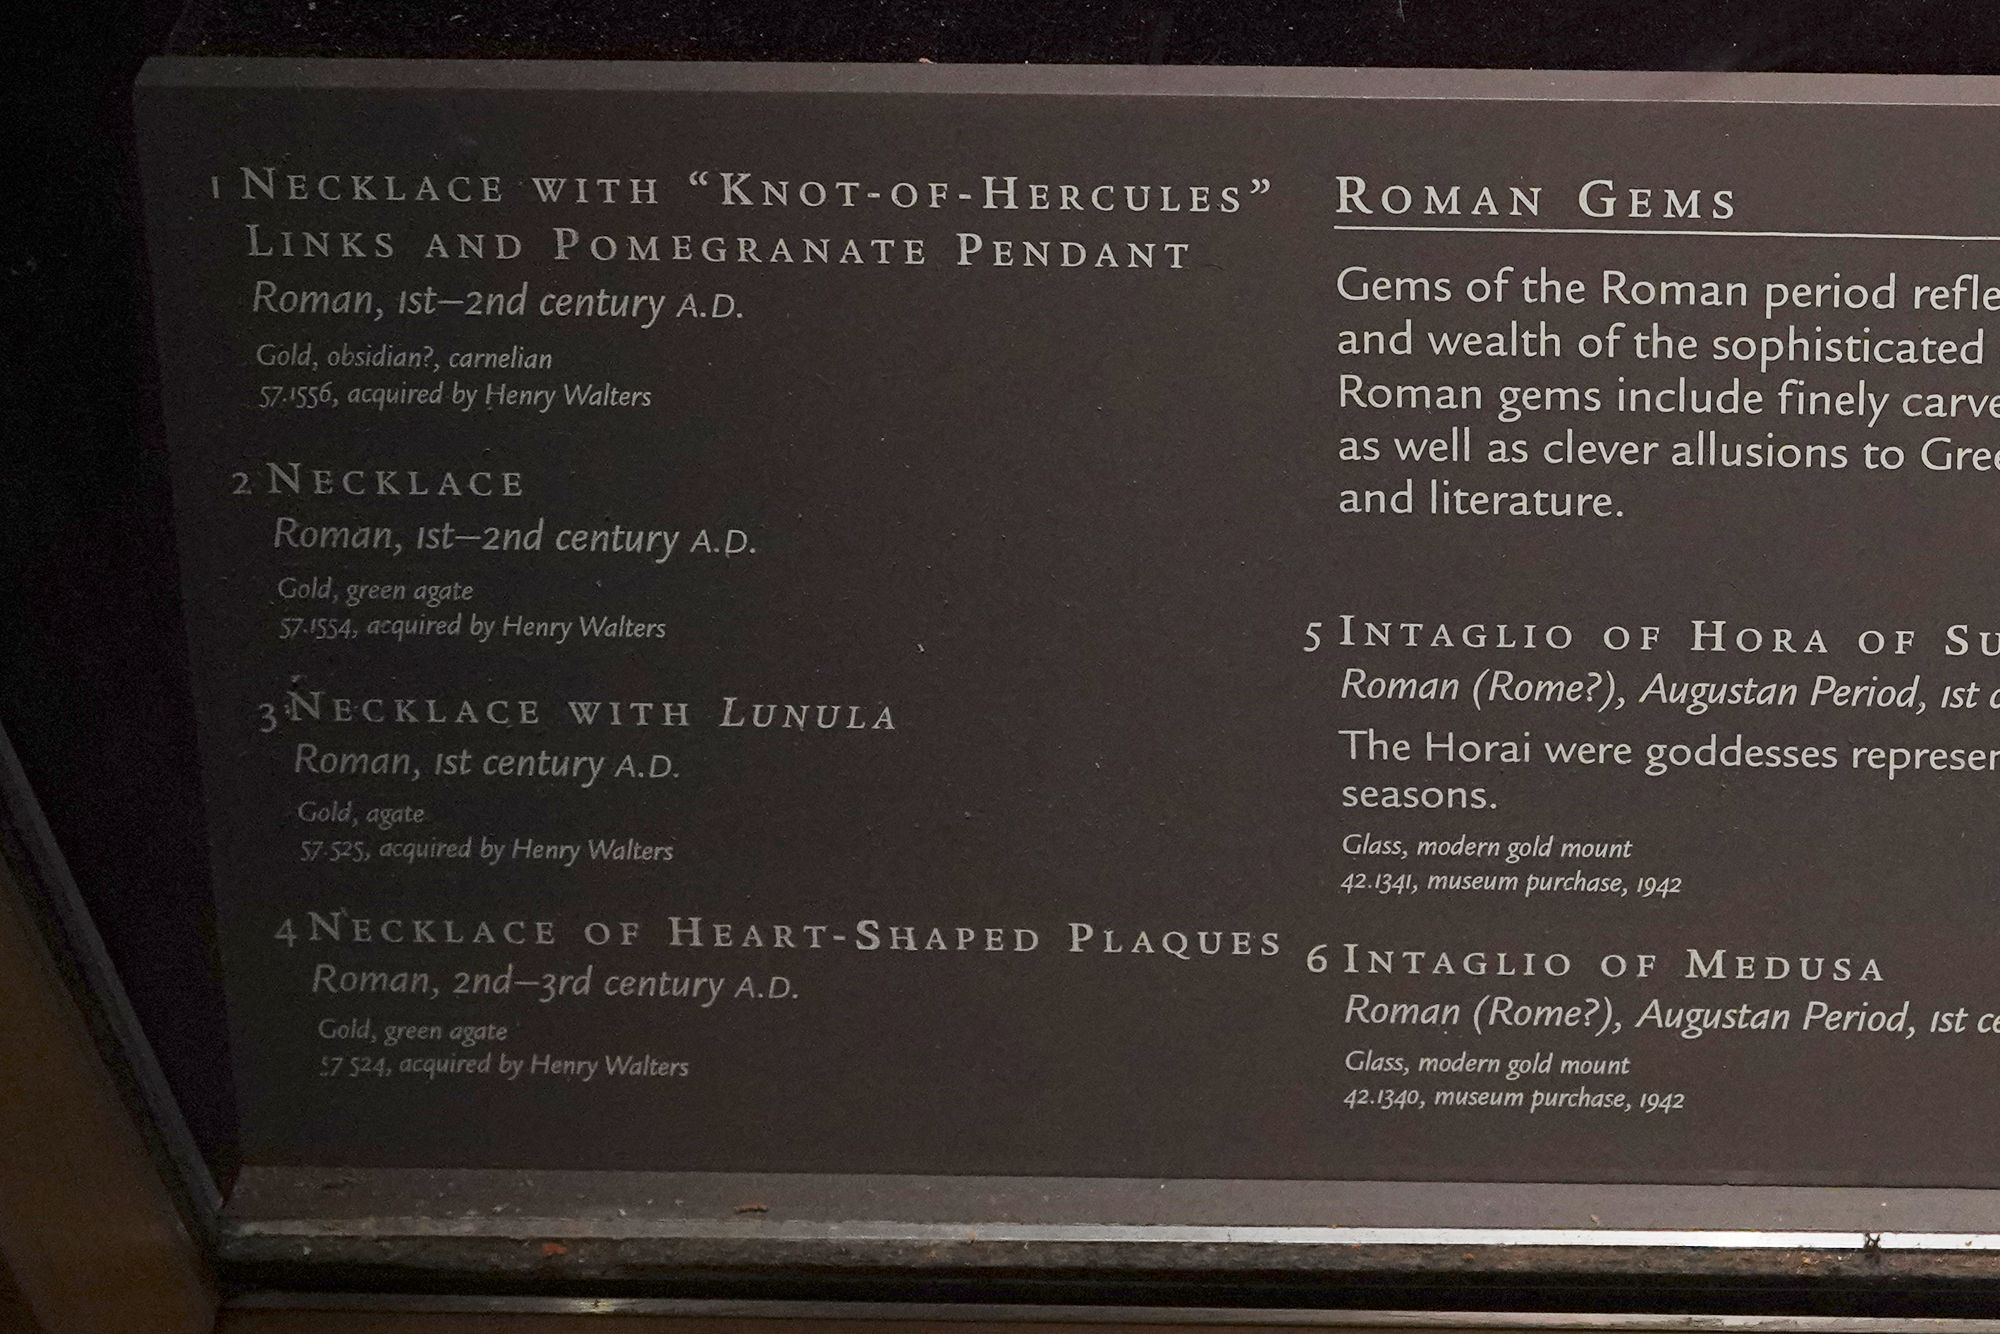 1 NECKLACE WITH “KNOT-OF-HERCULES”
LINKS AND POMEGRANATE PENDANT
Roman, 1st–2nd century A.D.
Gold, obsidian?, carnelian
57.1556, acquired by Henry Walters
2 NECKLACE
Roman, 1st–2nd century A.D.
Gold, green agate
57.1554, acquired by Henry Walters
3 NECKLACE WITH LUNULA
Roman, 1st century A.D.
Gold, agate
57.525, acquired by Henry Walters
4 NECKLACE OF HEART-SHAPED PLAQUES
Roman, 2nd–3rd century A.D.
Gold, green agate
57.524, acquired by Henry Walters
ROMAN GEMS
Gems of the Roman period
and wealth of the sophisticated
Roman gems include finely
as well as clever allusions to
and literature.
5 INTAGLIO OF HORA OF
Roman (Rome?), Augustan Period, 1st
The Horai were goddesses
seasons.
Glass, modern gold mount
42.1341, museum purchase, 1942
6 INTAGLIO OF MEDUSA
Roman (Rome?), Augustan Period, 1st
Glass, modern gold mount
42.1340, museum purchase, 1942